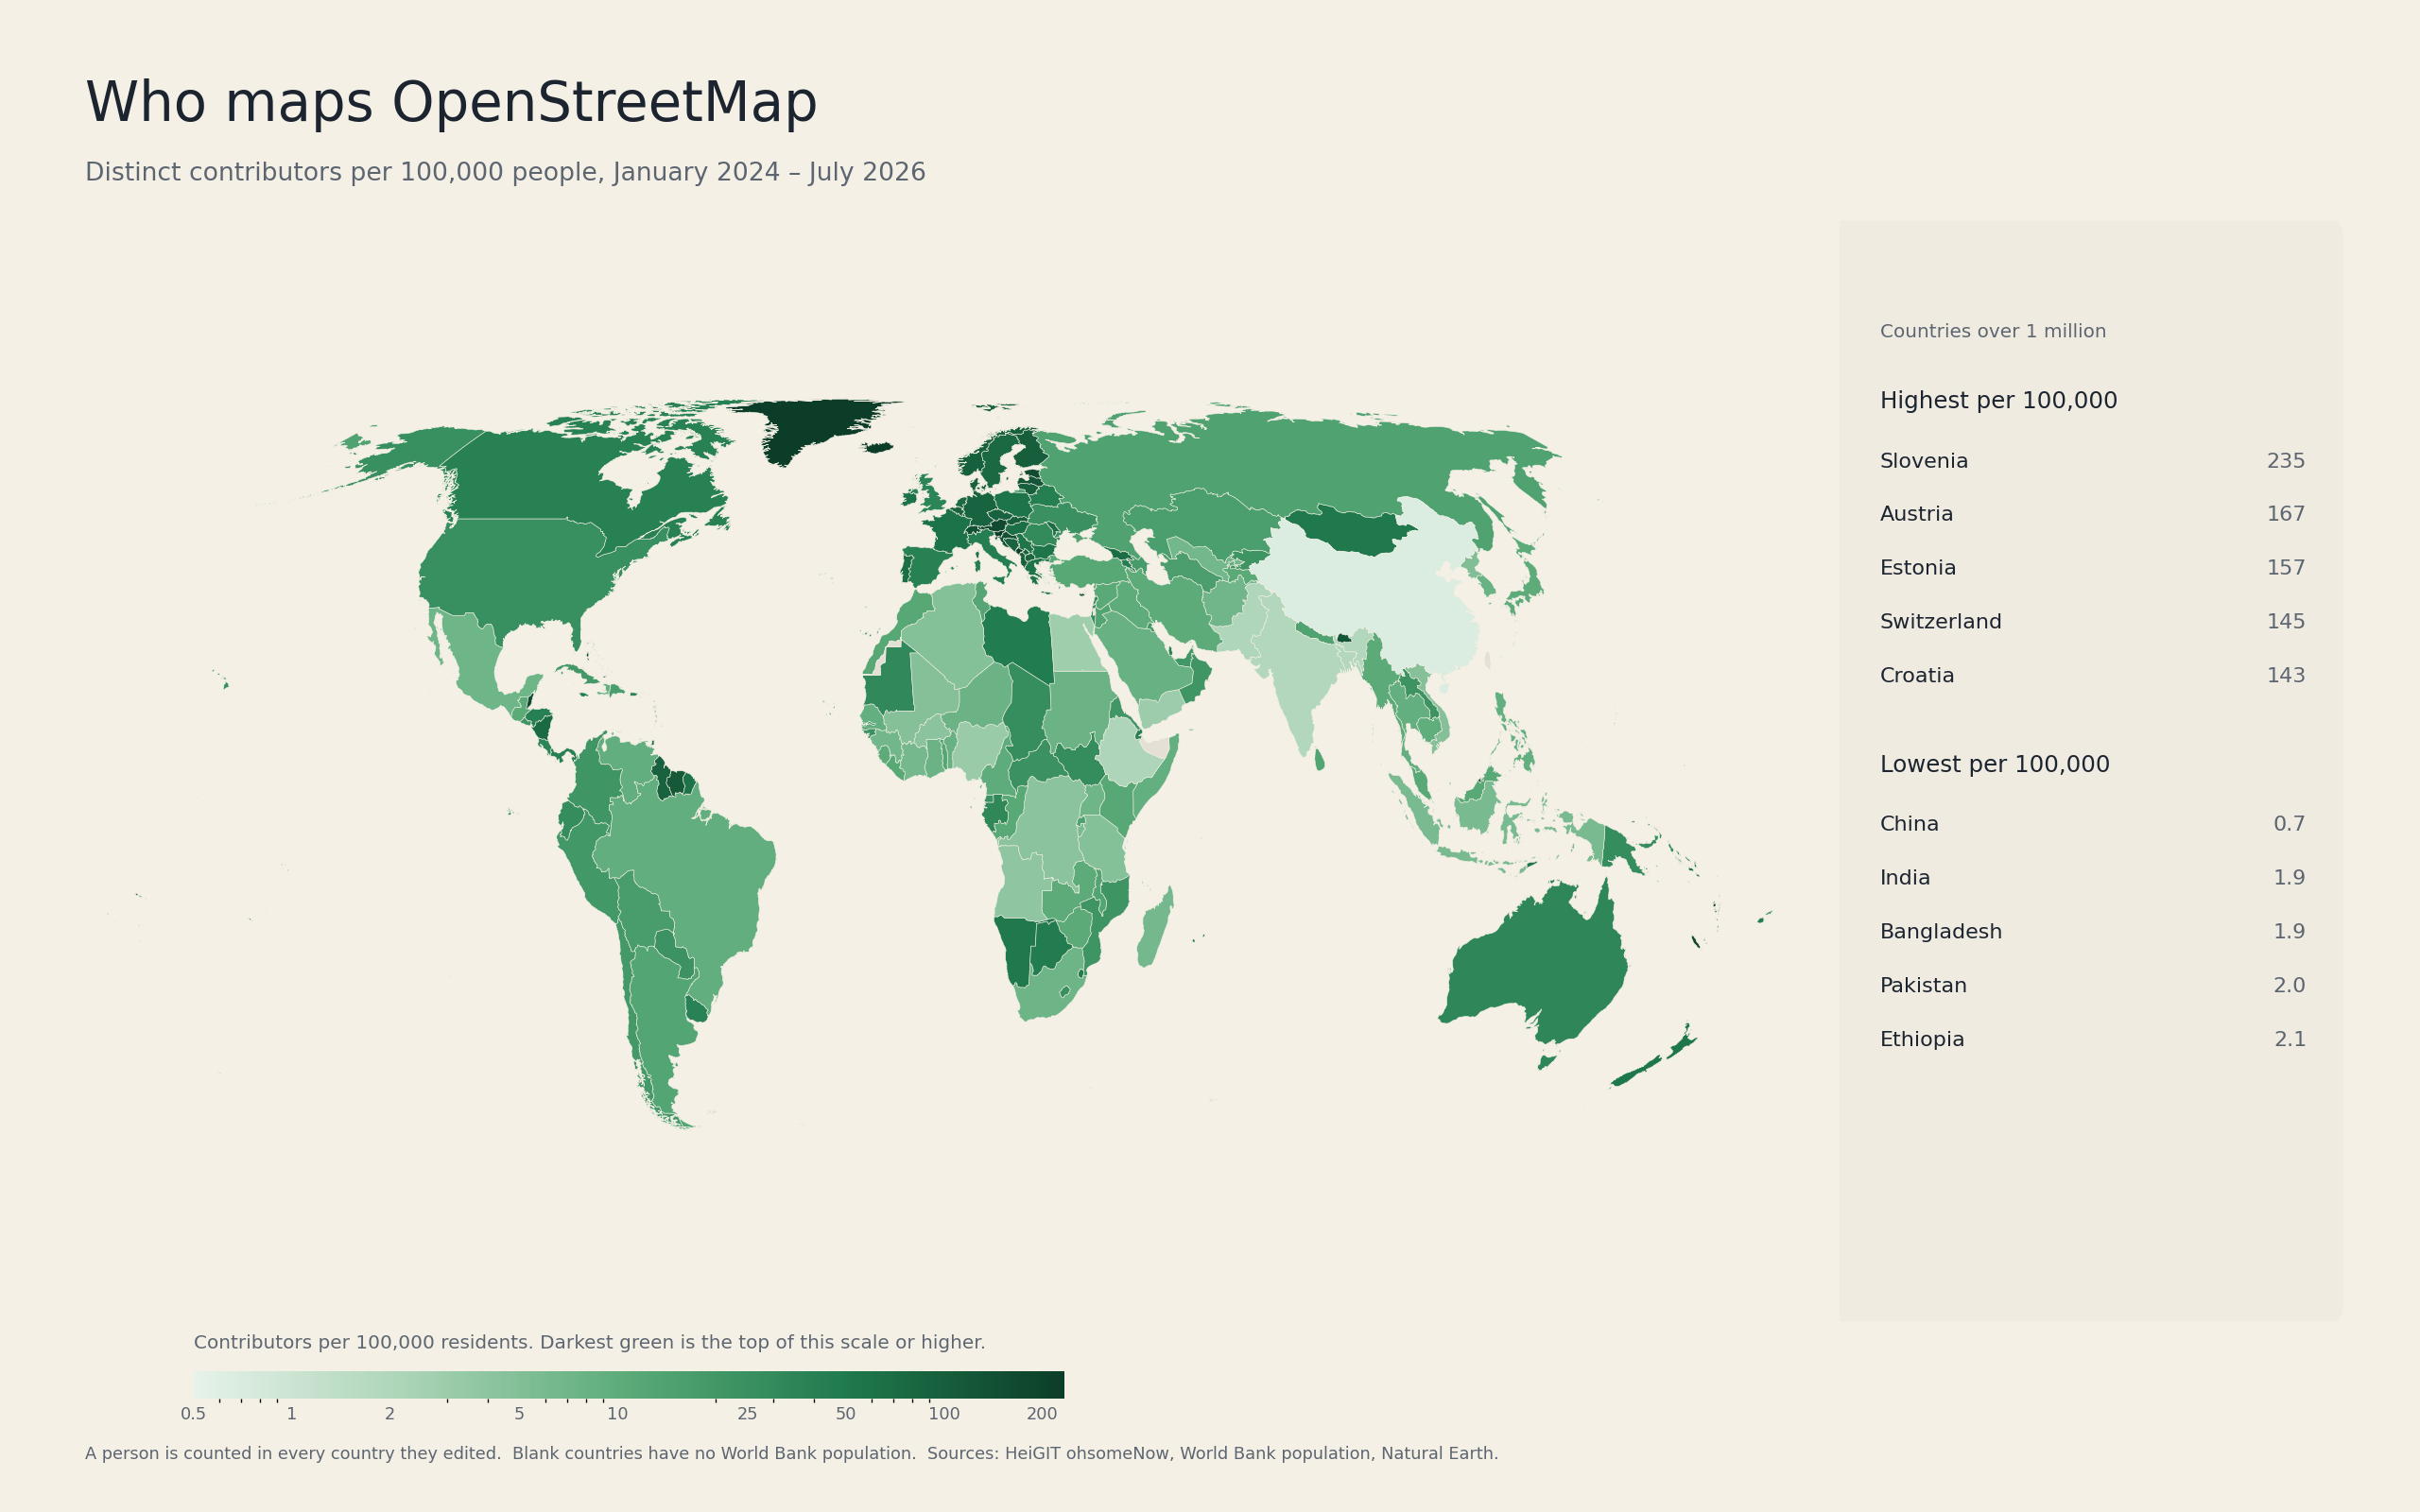 Who maps OpenStreetMap
Distinct contributors per 100,000 people, January 2024 – July 2026
Countries over 1 million
Highest per 100,000
Slovenia 235
Austria 167
Estonia 157
Switzerland 145
Croatia 143
Lowest per 100,000
China 0.7
India 1.9
Bangladesh 1.9
Pakistan 2.0
Ethiopia 2.1
Contributors per 100,000 residents. Darkest green is the top of this scale or higher.
0.5 1 2 5 10 25 50 100 200
A person is counted in every country they edited.  Blank countries have no World Bank population.  Sources: HeiGIT ohsomeNow, World Bank population, Natural Earth.